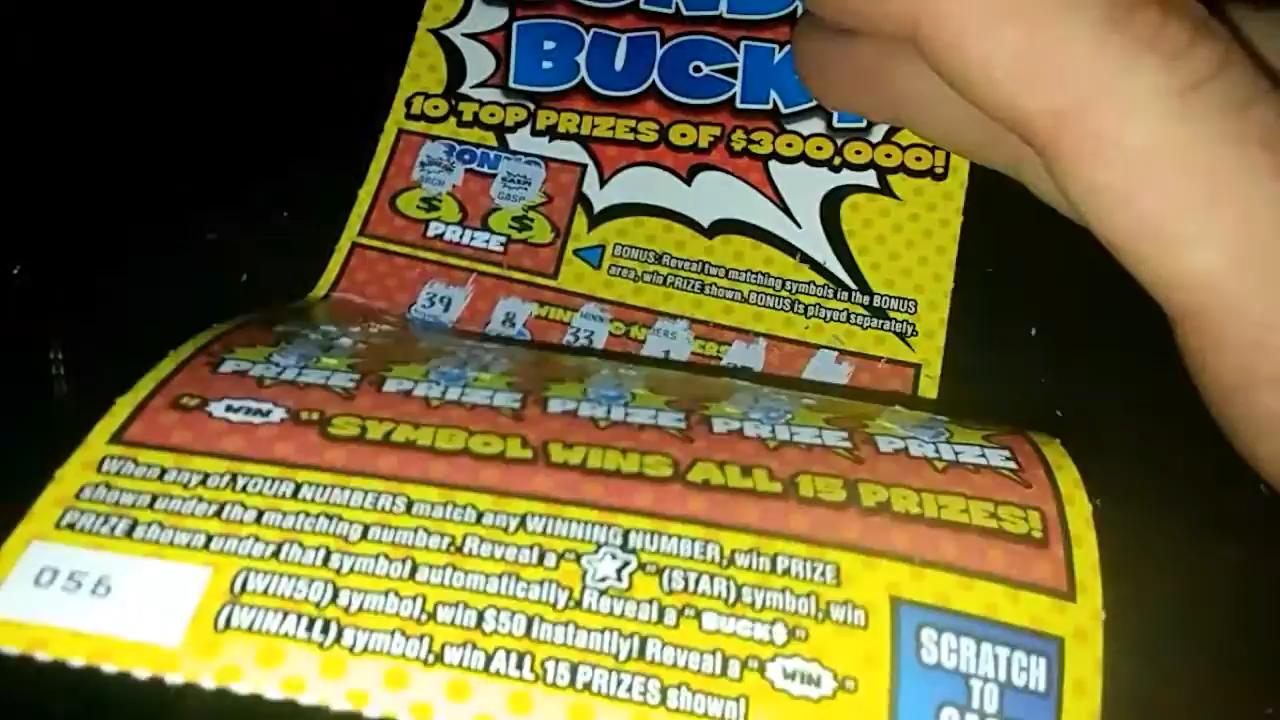 BUCK
10 TOP PRIZES OF $300,000!
BONUS
CASH
GASP
$ $
PRIZE
BONUS: Reveal two matching symbols in the BONUS
area, win PRIZE shown. BONUS is played separately.
39 8 33 1
PRIZE PRIZE PRIZE PRIZE PRIZE
"WIN" SYMBOL WINS ALL 15 PRIZES!
When any of YOUR NUMBERS match any WINNING NUMBER, win PRIZE
shown under the matching number. Reveal a " " (STAR) symbol, win
PRIZE shown under that symbol automatically. Reveal a "BUCK$"
(WIN50) symbol, win $50 instantly! Reveal a "WIN"
(WINALL) symbol, win ALL 15 PRIZES shown!
056
SCRATCH
TO